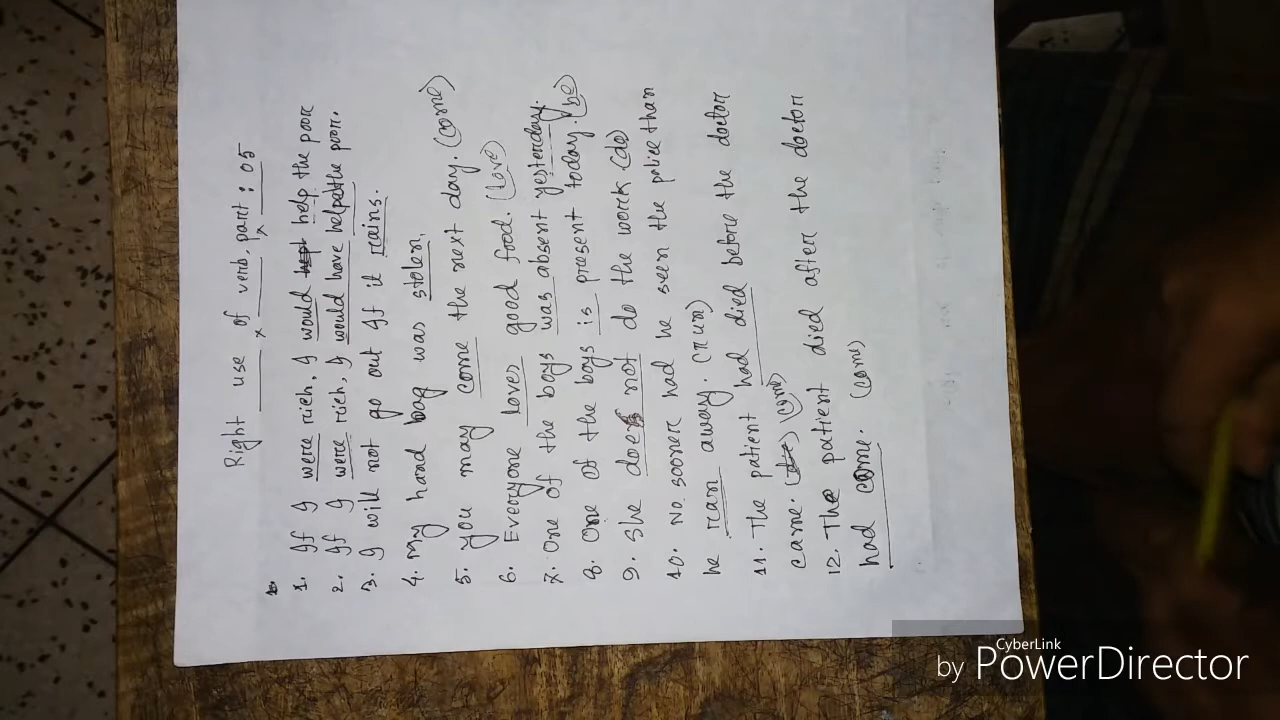 Right use of verb, part : 05
1. If I were rich, I would help the poor
2. If I were rich, I would have helped the poor.
3. I will not go out if it rains.
4. My hand bag was stolen.
5. you may come the next day. (come)
6. Everyone loves good food. (love)
7. One of the boys was absent yesterday.
8. One of the boys is present today. (be)
9. She does not do the work (do)
10. No sooner had he seen the police than
he ran away. (run)
11. The patient had died before the doctor
came. (come)
12. The patient died after the doctor
had come. (come)
CyberLink
by PowerDirector